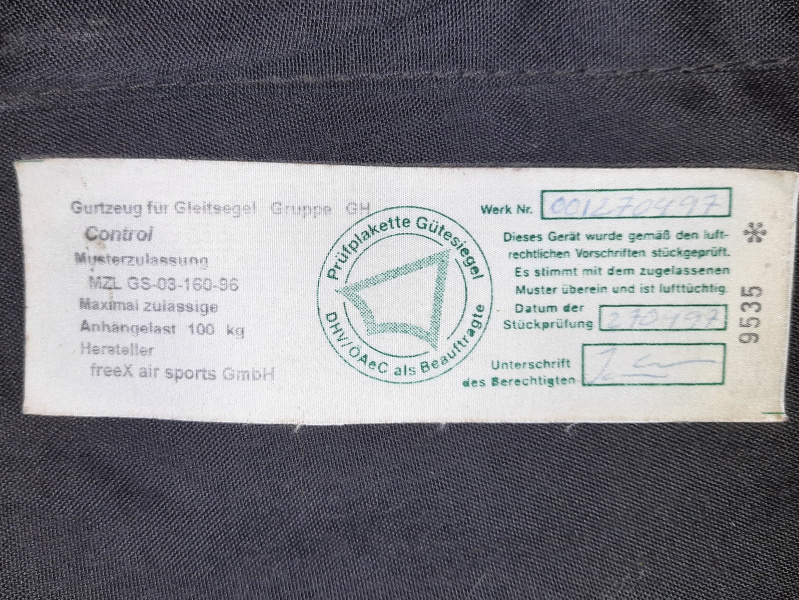 Gurtzeug für Gleitsegel Gruppe GH
Control
Musterzulassung
MZL GS-03-160-96
Maximal zulässige
Anhängelast 100 kg
Hersteller
freeX air sports GmbH
Prüfplakette Gütesiegel
DHV/ÖAeC als Beauftragte
Werk Nr. 001270497
Dieses Gerät wurde gemäß den luft-
rechtlichen Vorschriften stückgeprüft.
Es stimmt mit dem zugelassenen
Muster überein und ist lufttüchtig.
Datum der
Stückprüfung 270497
Unterschrift
des Berechtigten
9535